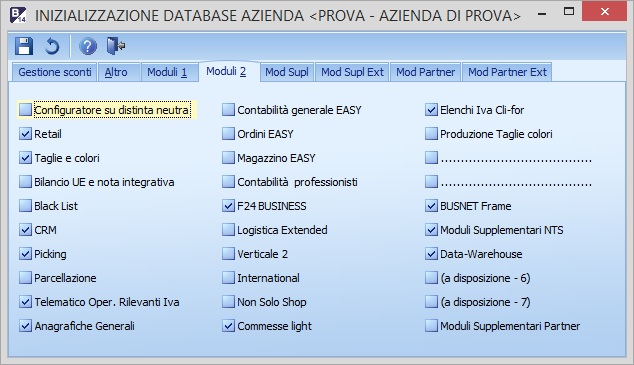 B 14 INIZIALIZZAZIONE DATABASE AZIENDA <PROVA - AZIENDA DI PROVA>
Gestione sconti Altro Moduli 1 Moduli 2 Mod Supl Mod Supl Ext Mod Partner Mod Partner Ext
Configuratore su distinta neutra
Retail
Taglie e colori
Bilancio UE e nota integrativa
Black List
CRM
Picking
Parcellazione
Telematico Oper. Rilevanti Iva
Anagrafiche Generali
Contabilità generale EASY
Ordini EASY
Magazzino EASY
Contabilità professionisti
F24 BUSINESS
Logistica Extended
Verticale 2
International
Non Solo Shop
Commesse light
Elenchi Iva Cli-for
Produzione Taglie colori
......................................
......................................
BUSNET Frame
Moduli Supplementari NTS
Data-Warehouse
(a disposizione - 6)
(a disposizione - 7)
Moduli Supplementari Partner